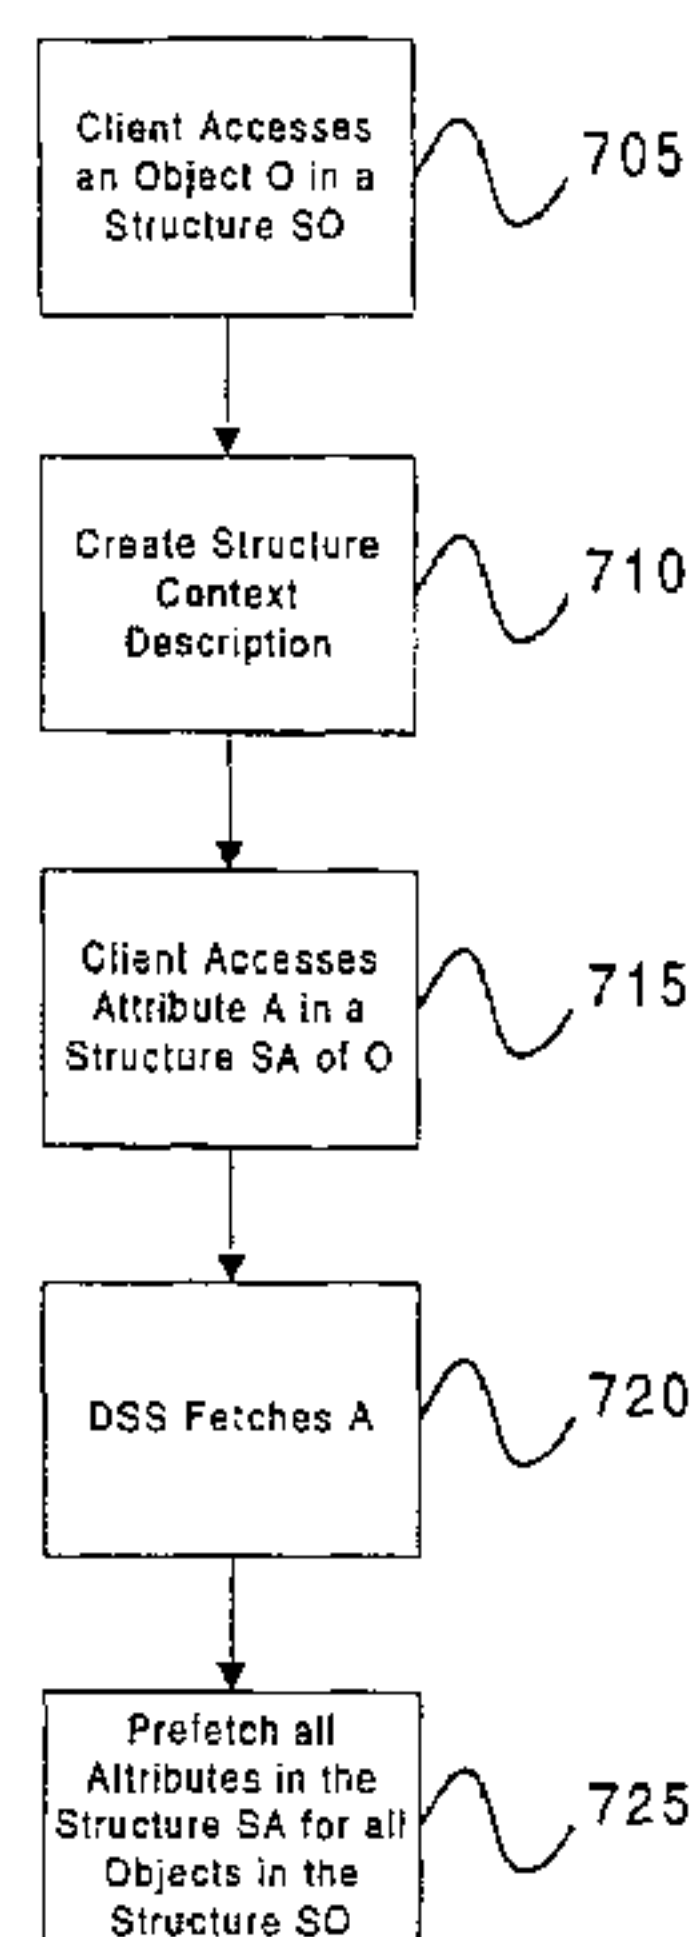 Client Accesses
an Object O in a
Structure SO
705
Create Structure
Context
Description
710
Client Accesses
Attribute A in a
Structure SA of O
715
DSS Fetches A
720
Prefetch all
Attributes in the
Structure SA for all
Objects in the
Structure SO
725